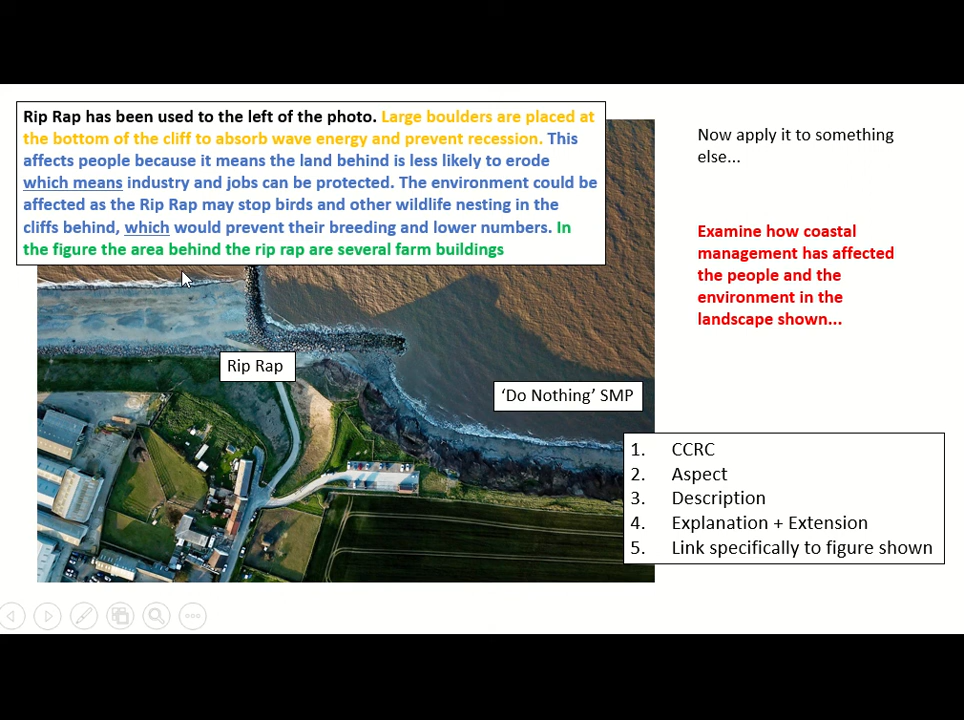 Rip Rap has been used to the left of the photo. Large boulders are placed at
the bottom of the cliff to absorb wave energy and prevent recession. This
affects people because it means the land behind is less likely to erode
which means industry and jobs can be protected. The environment could be
affected as the Rip Rap may stop birds and other wildlife nesting in the
cliffs behind, which would prevent their breeding and lower numbers. In
the figure the area behind the rip rap are several farm buildings
Now apply it to something
else...
Examine how coastal
management has affected
the people and the
environment in the
landscape shown...
Rip Rap
‘Do Nothing’ SMP
1. CCRC
2. Aspect
3. Description
4. Explanation + Extension
5. Link specifically to figure shown